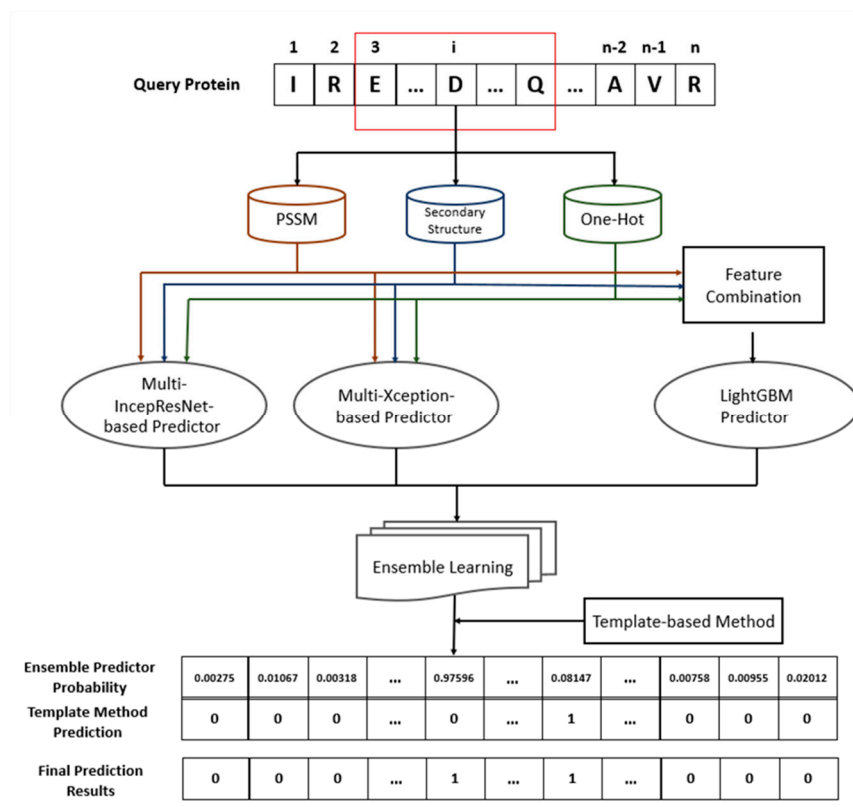 1 2 3 i n-2 n-1 n
Query Protein I R E ... D ... Q ... A V R
PSSM
Secondary
Structure
One-Hot
Feature
Combination
Multi-
IncepResNet-
based Predictor
Multi-Xception-
based Predictor
LightGBM
Predictor
Ensemble Learning
Template-based Method
Ensemble Predictor
Probability
0.00275 0.01067 0.00318 ... 0.97596 ... 0.08147 ... 0.00758 0.00955 0.02012
Template Method
Prediction
0 0 0 ... 0 ... 1 ... 0 0 0
Final Prediction
Results
0 0 0 ... 1 ... 1 ... 0 0 0